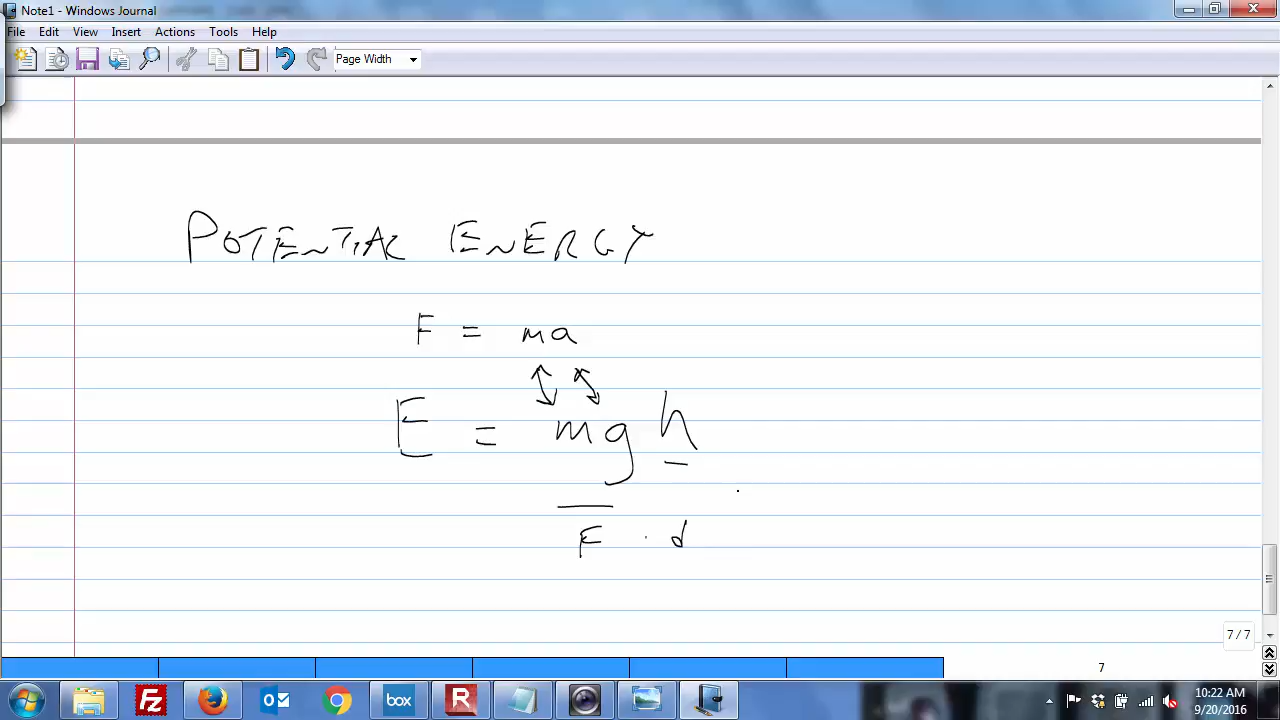 Note1 - Windows Journal
File Edit View Insert Actions Tools Help
Page Width
POTENTIAL ENERGY
F = ma
E = mgh
F · d
7/7
7
box
R
10:22 AM
9/20/2016